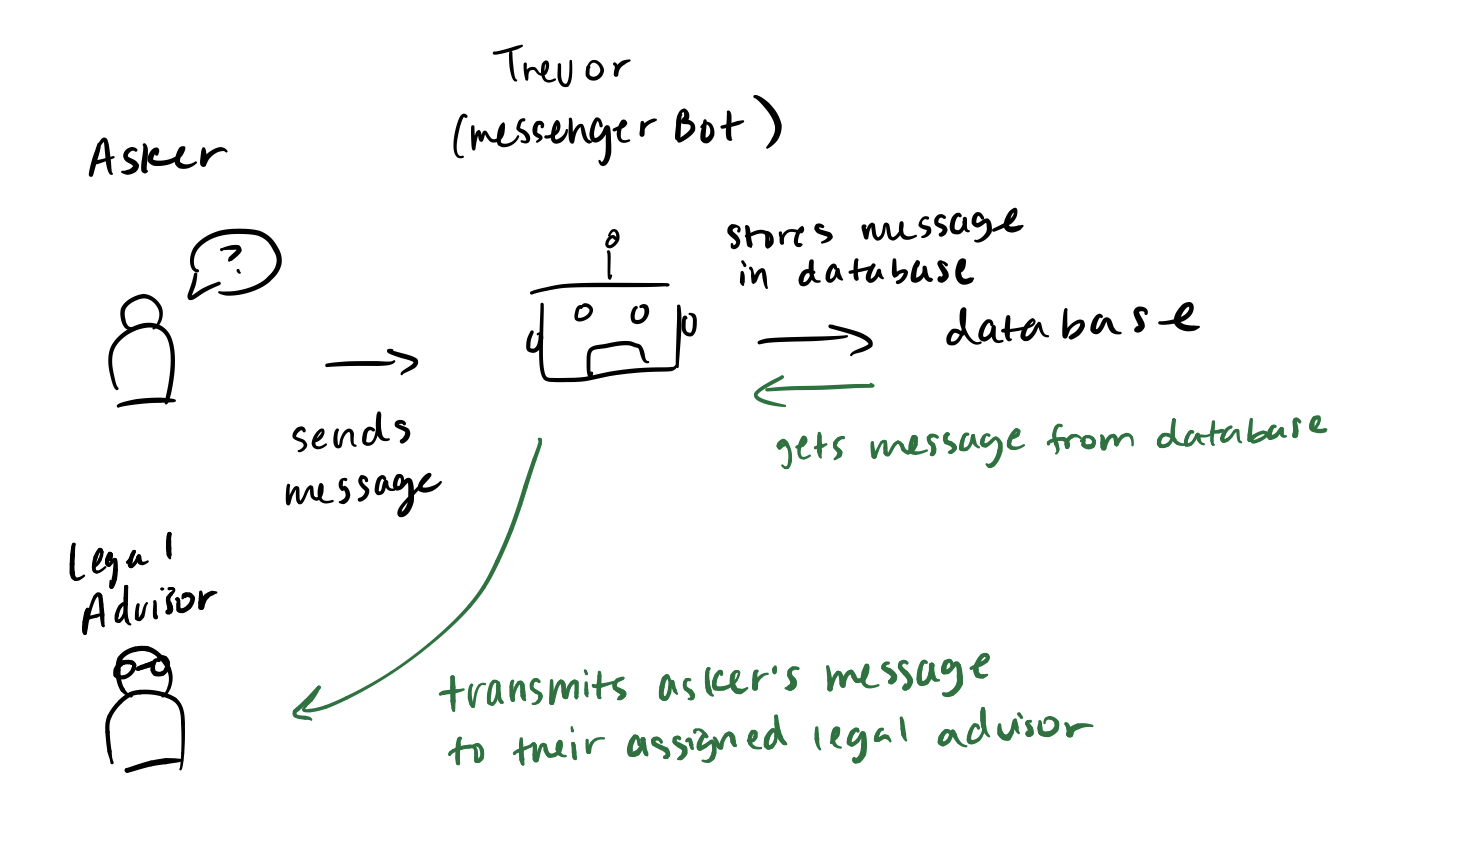 Trevor
(messenger Bot)
Asker
?
stores message
in database
database
sends
message
gets message from database
Legal
Advisor
transmits asker's message
to their assigned legal advisor